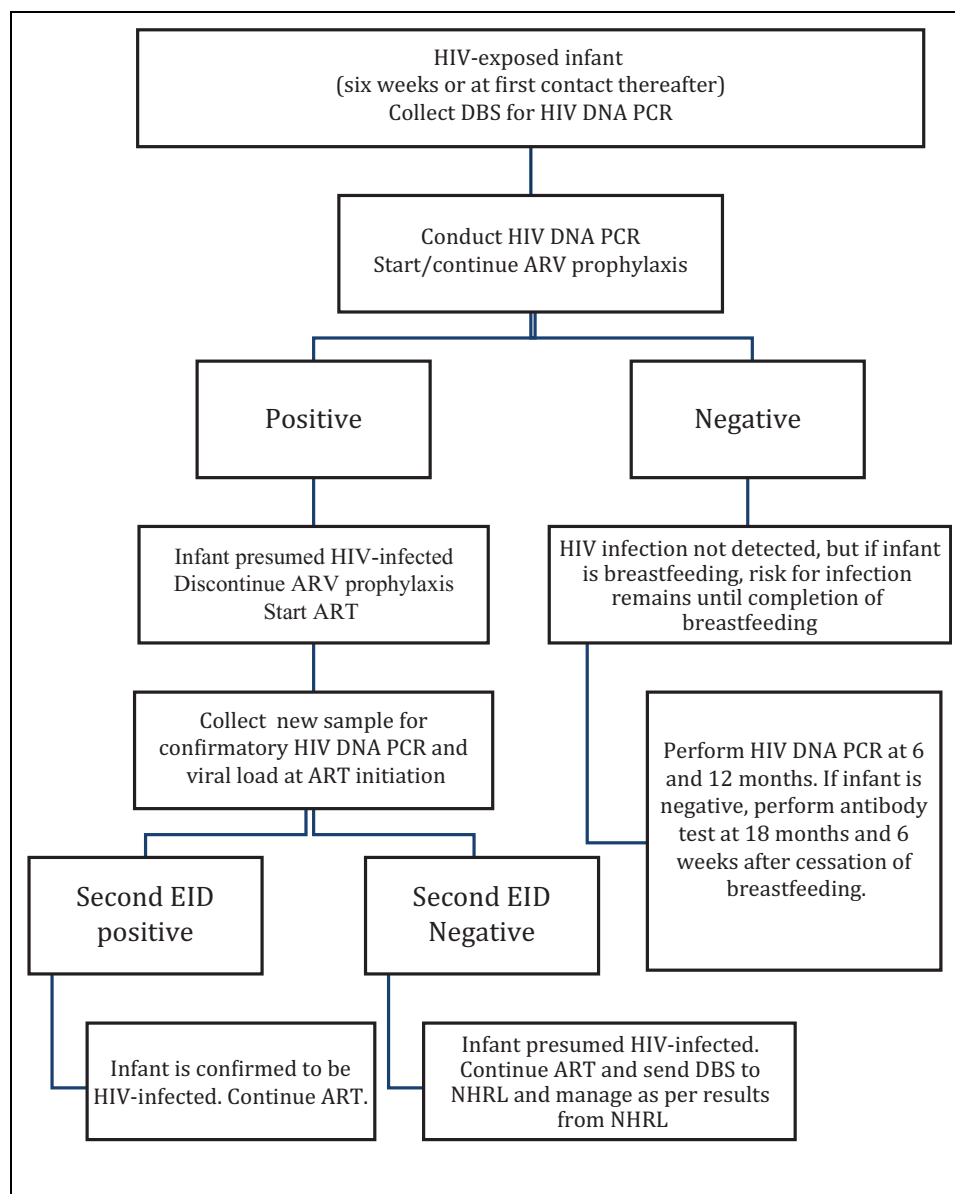 HIV-exposed infant
(six weeks or at first contact thereafter)
Collect DBS for HIV DNA PCR
Conduct HIV DNA PCR
Start/continue ARV prophylaxis
Positive
Negative
Infant presumed HIV-infected
Discontinue ARV prophylaxis
Start ART
HIV infection not detected, but if infant
is breastfeeding, risk for infection
remains until completion of
breastfeeding
Collect new sample for
confirmatory HIV DNA PCR and
viral load at ART initiation
Perform HIV DNA PCR at 6
and 12 months. If infant is
negative, perform antibody
test at 18 months and 6
weeks after cessation of
breastfeeding.
Second EID
positive
Second EID
Negative
Infant is confirmed to be
HIV-infected. Continue ART.
Infant presumed HIV-infected.
Continue ART and send DBS to
NHRL and manage as per results
from NHRL